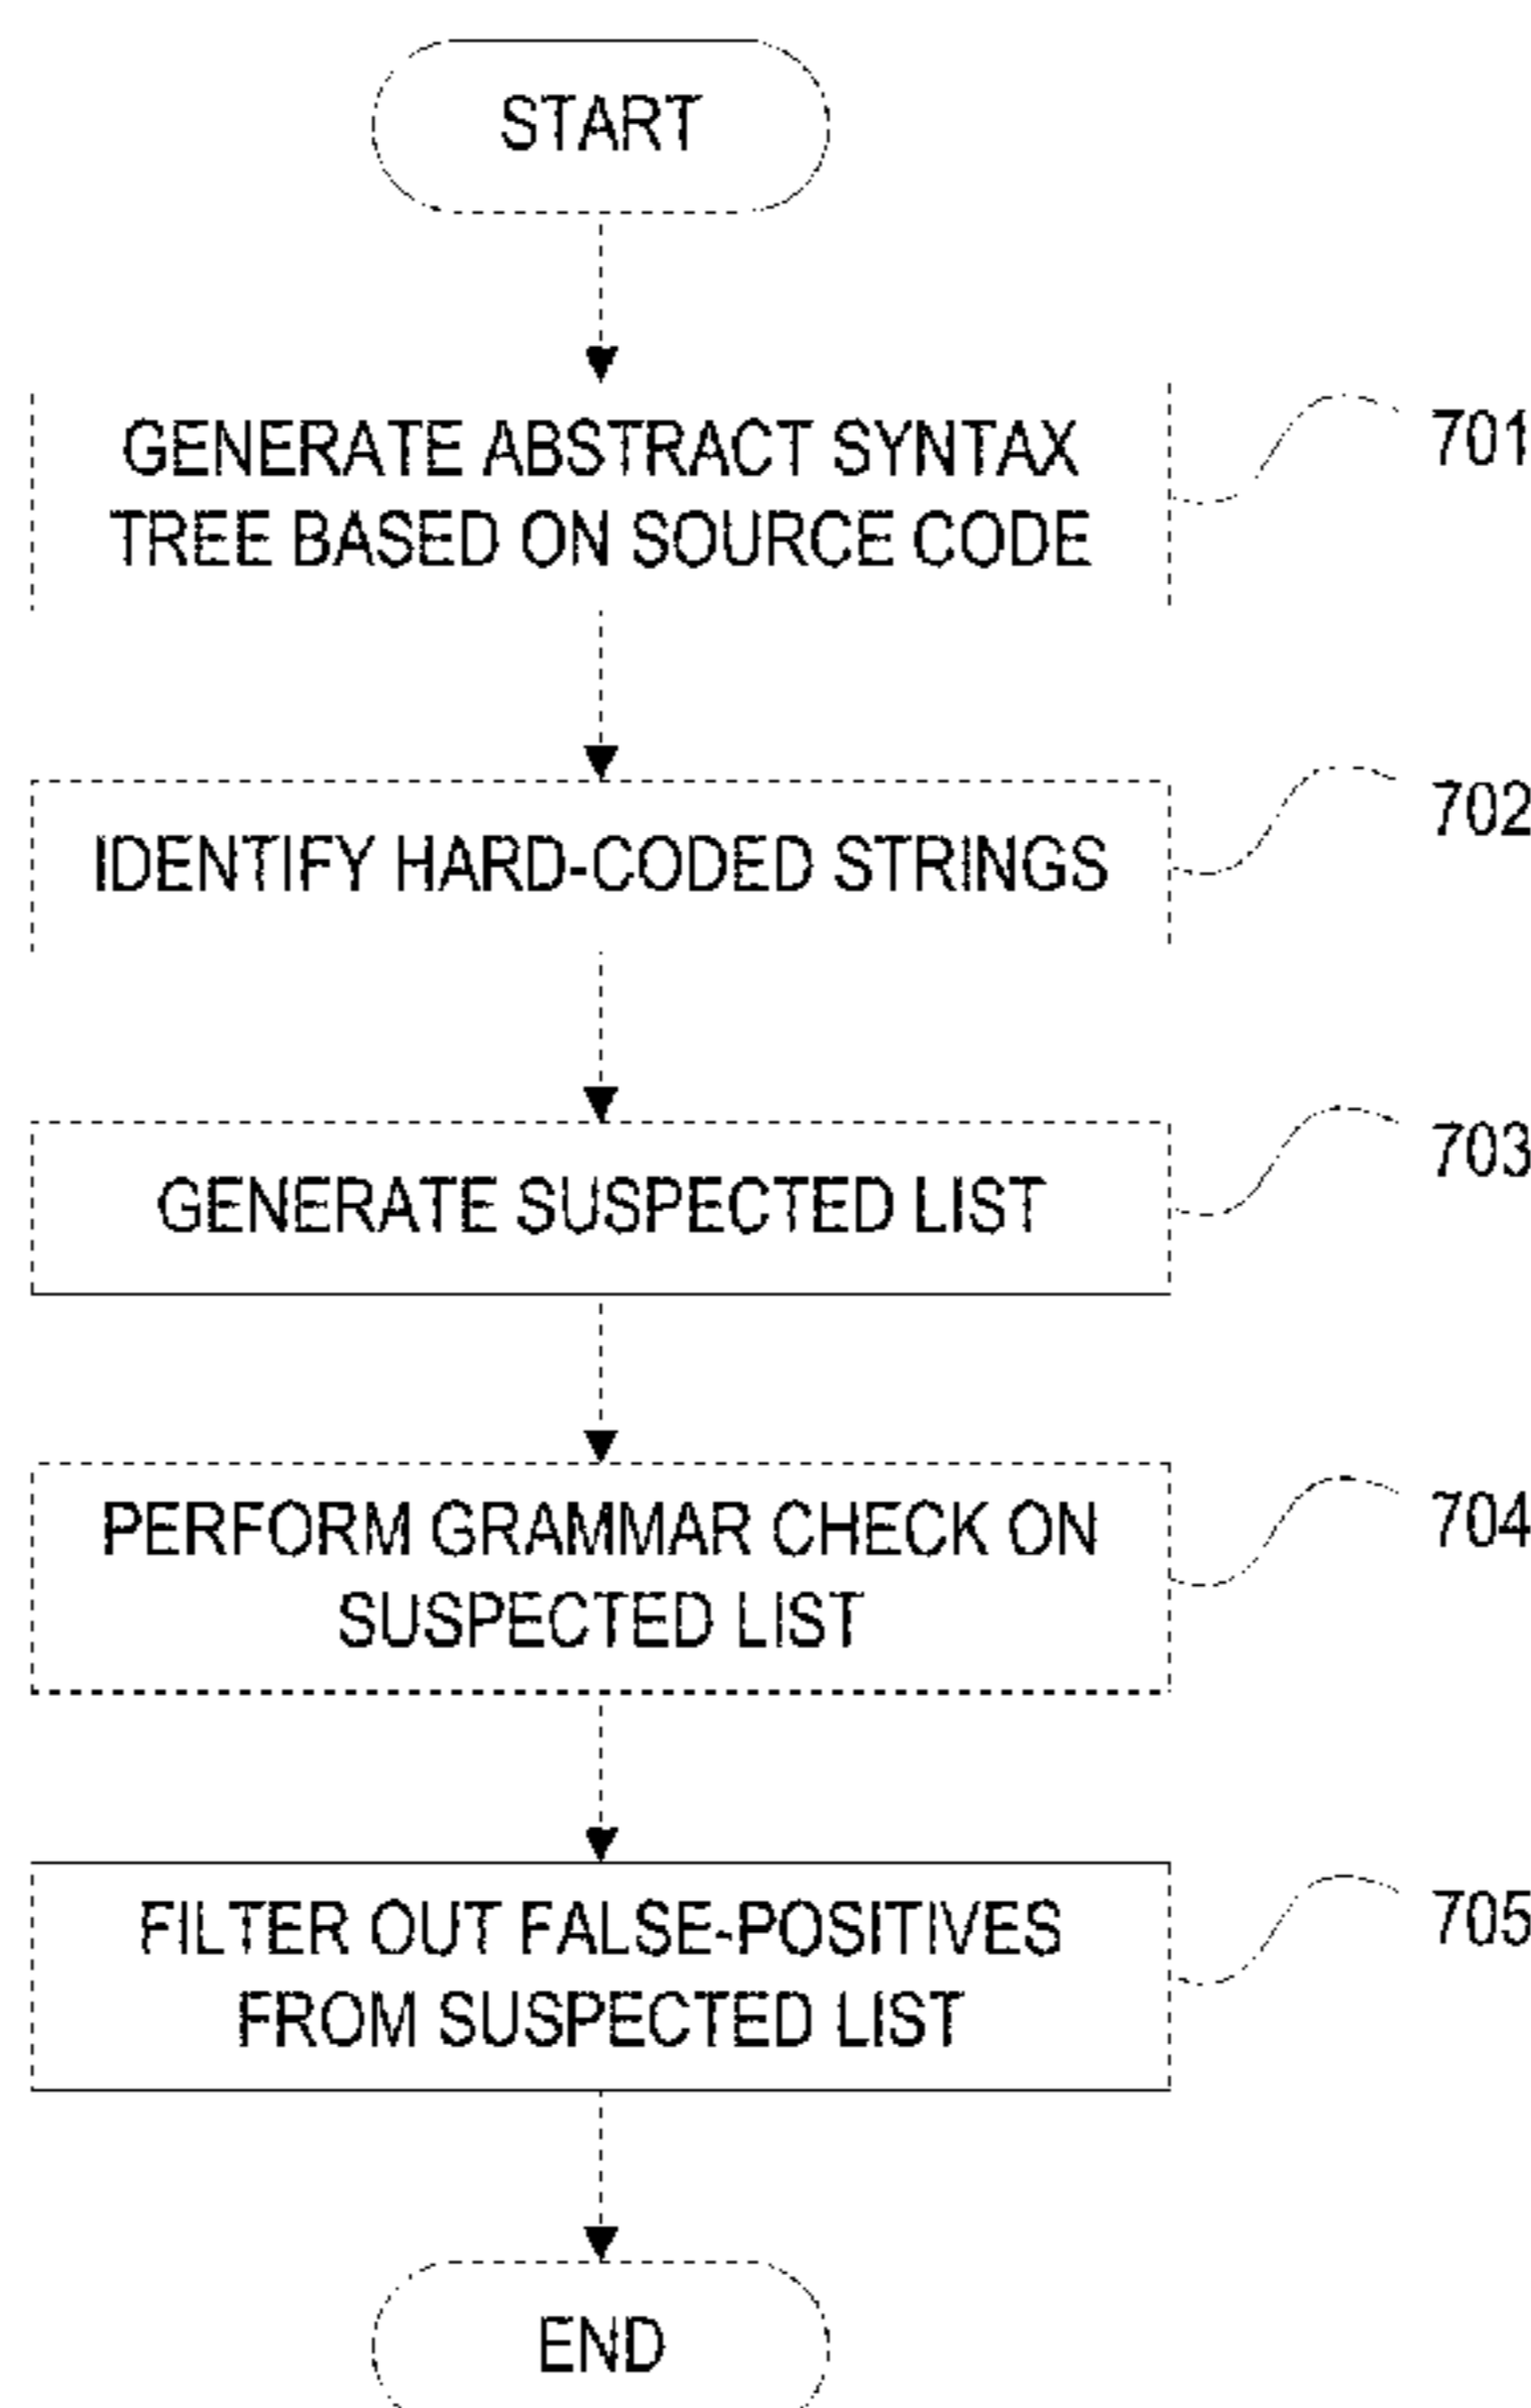 START
GENERATE ABSTRACT SYNTAX
TREE BASED ON SOURCE CODE
701
IDENTIFY HARD-CODED STRINGS
702
GENERATE SUSPECTED LIST
703
PERFORM GRAMMAR CHECK ON
SUSPECTED LIST
704
FILTER OUT FALSE-POSITIVES
FROM SUSPECTED LIST
705
END